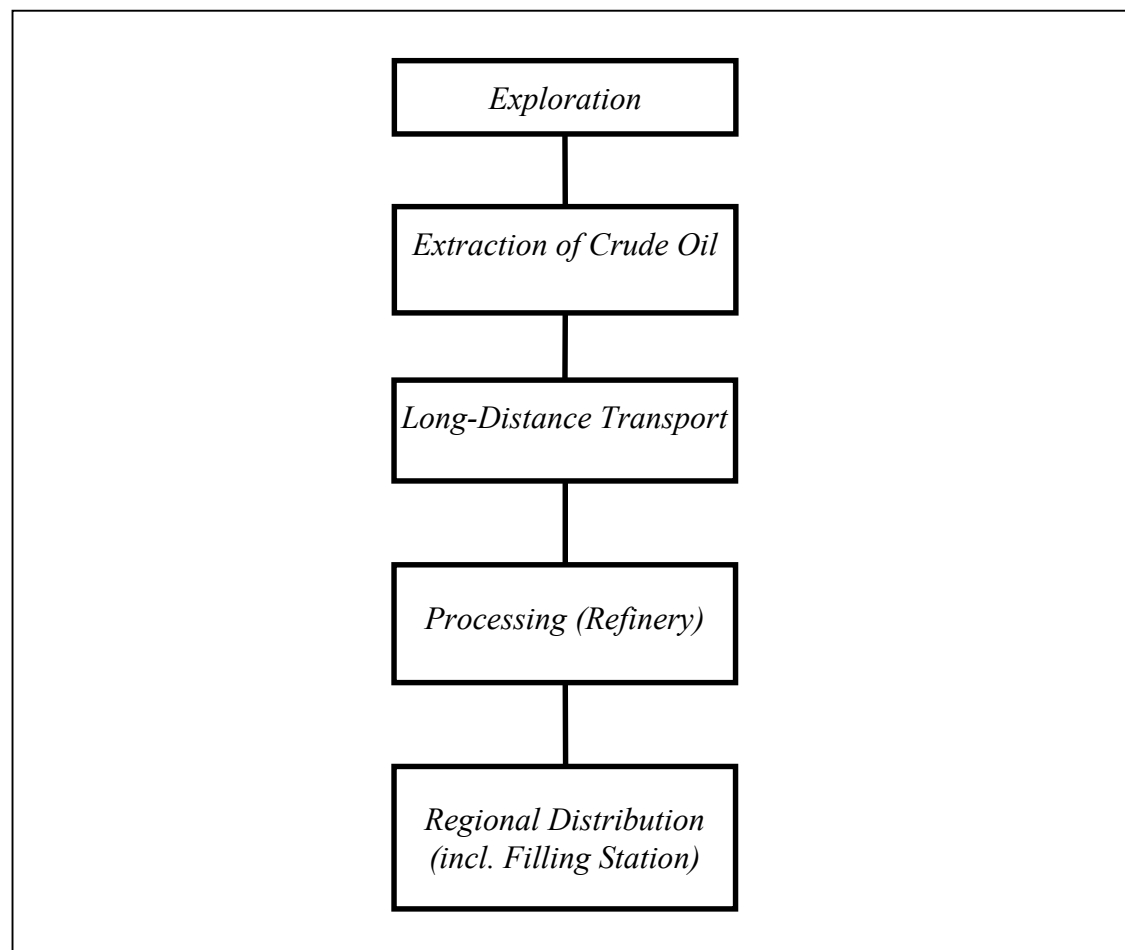 Exploration
Extraction of Crude Oil
Long-Distance Transport
Processing (Refinery)
Regional Distribution
(incl. Filling Station)